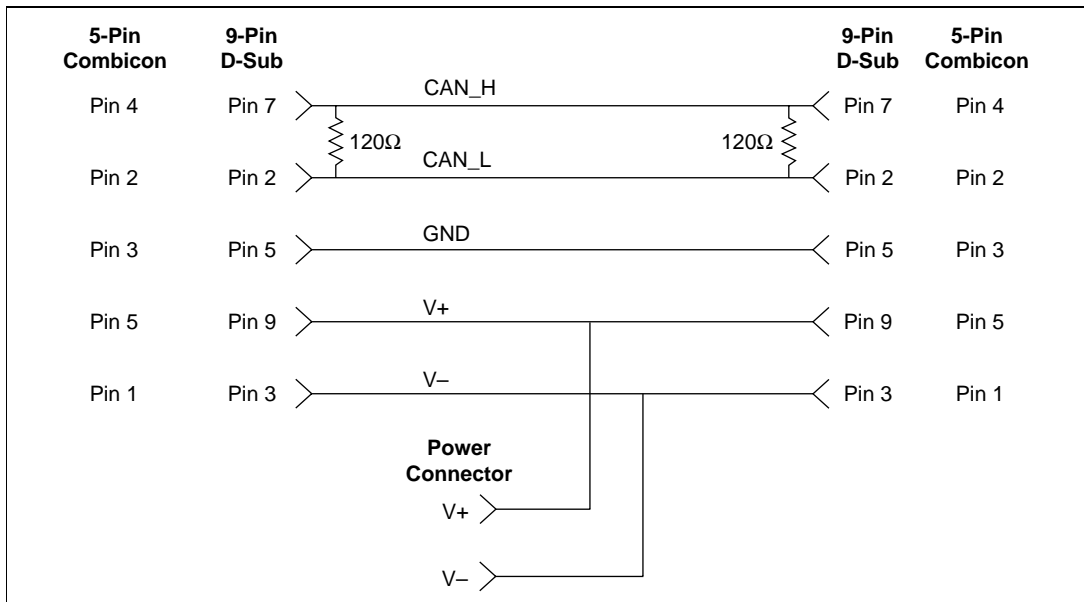 5-Pin Combicon 9-Pin D-Sub 9-Pin D-Sub 5-Pin Combicon
CAN_H
Pin 4 Pin 7 Pin 7 Pin 4
120Ω 120Ω
CAN_L
Pin 2 Pin 2 Pin 2 Pin 2
GND
Pin 3 Pin 5 Pin 5 Pin 3
V+
Pin 5 Pin 9 Pin 9 Pin 5
V–
Pin 1 Pin 3 Pin 3 Pin 1
Power
Connector
V+
V–